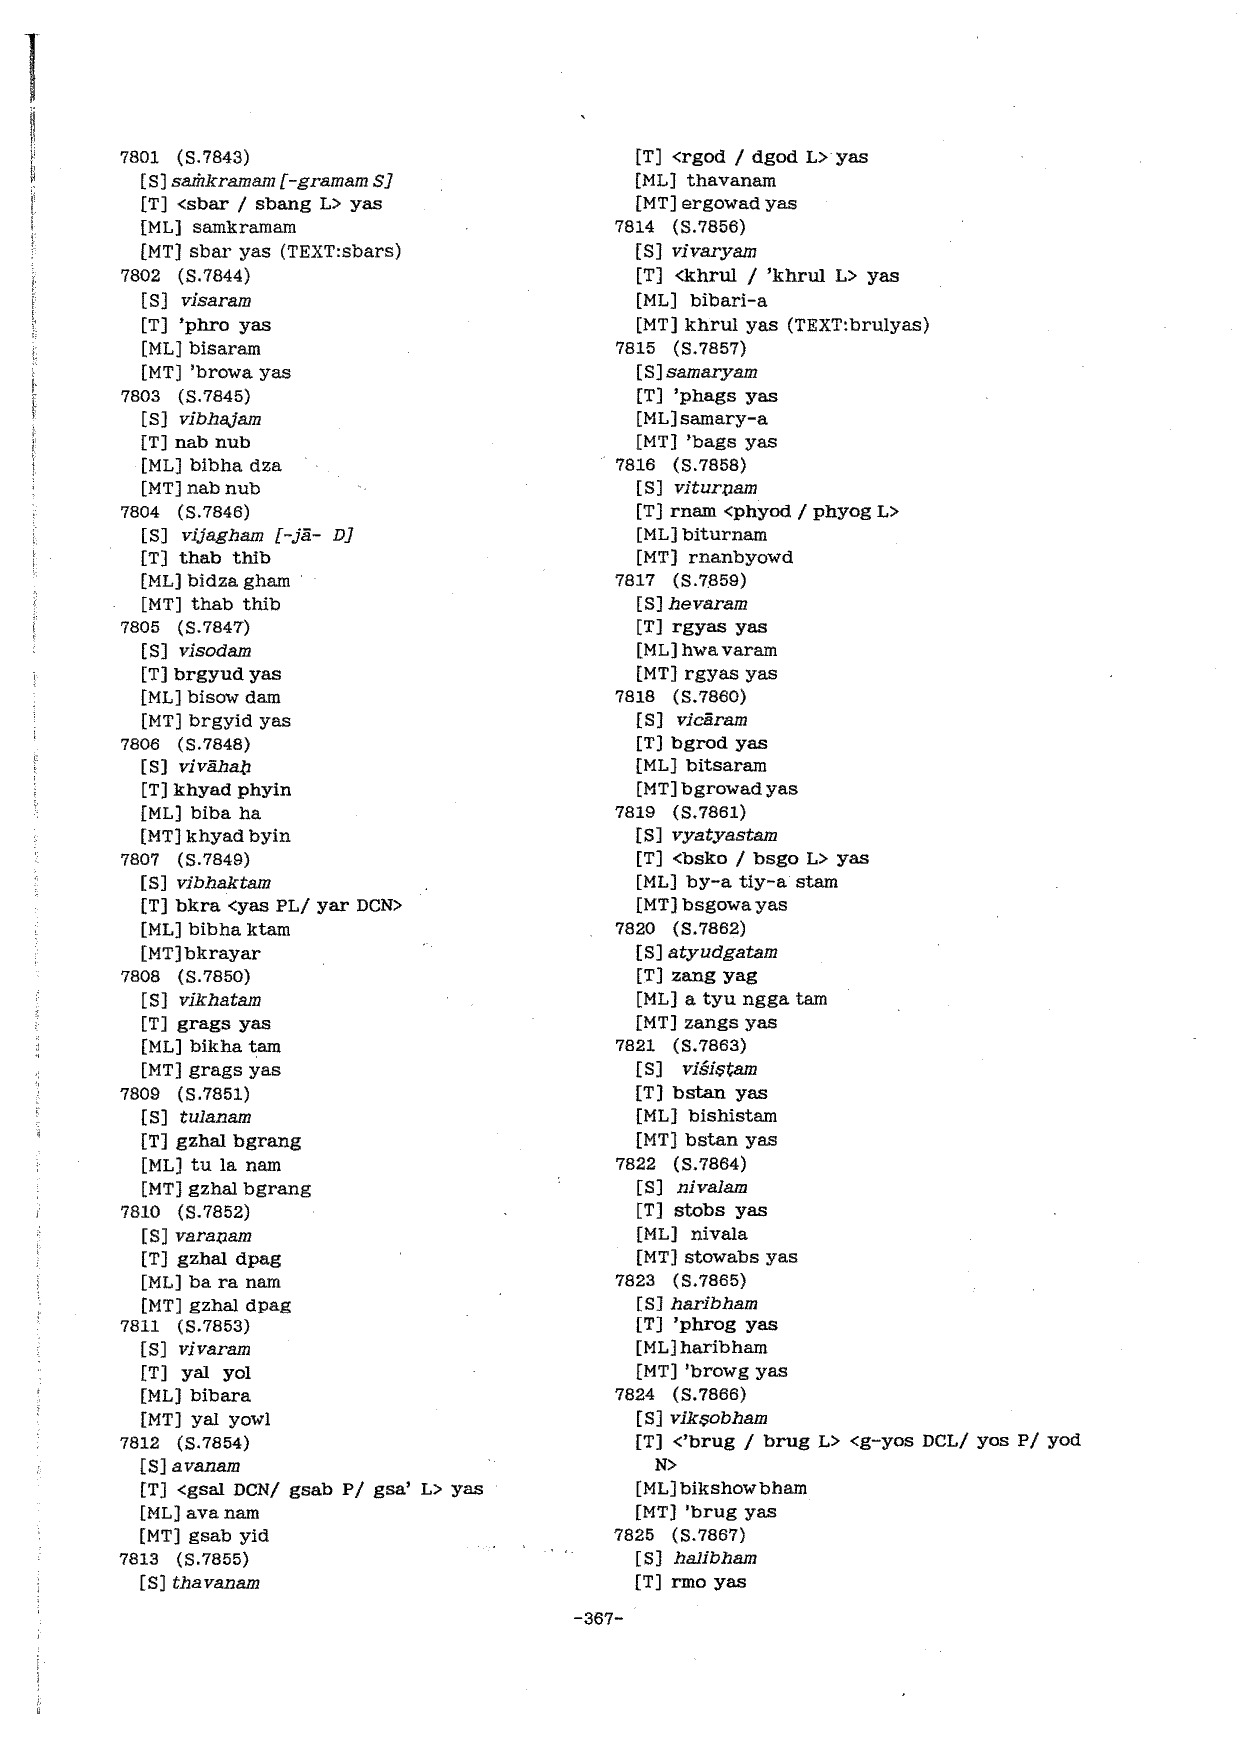 7801 (S.7843)
[S] saṁkramam [-gramam S]
[T] <sbar / sbang L> yas
[ML] samkramam
[MT] sbar yas (TEXT:sbars)
7802 (S.7844)
[S] visaram
[T] 'phro yas
[ML] bisaram
[MT] 'browa yas
7803 (S.7845)
[S] vibhajam
[T] nab nub
[ML] bibha dza
[MT] nab nub
7804 (S.7846)
[S] vijagham [-jā- D]
[T] thab thib
[ML] bidza gham
[MT] thab thib
7805 (S.7847)
[S] visodam
[T] brgyud yas
[ML] bisow dam
[MT] brgyid yas
7806 (S.7848)
[S] vivāhaḥ
[T] khyad phyin
[ML] biba ha
[MT] khyad byin
7807 (S.7849)
[S] vibhaktam
[T] bkra <yas PL/ yar DCN>
[ML] bibha ktam
[MT]bkrayar
7808 (S.7850)
[S] vikhatam
[T] grags yas
[ML] bikha tam
[MT] grags yas
7809 (S.7851)
[S] tulanam
[T] gzhal bgrang
[ML] tu la nam
[MT] gzhal bgrang
7810 (S.7852)
[S] varaṇam
[T] gzhal dpag
[ML] ba ra nam
[MT] gzhal dpag
7811 (S.7853)
[S] vivaram
[T] yal yol
[ML] bibara
[MT] yal yowl
7812 (S.7854)
[S] avanam
[T] <gsal DCN/ gsab P/ gsa' L> yas
[ML] ava nam
[MT] gsab yid
7813 (S.7855)
[S] thavanam
[T] <rgod / dgod L> yas
[ML] thavanam
[MT] ergowad yas
7814 (S.7856)
[S] vivaryam
[T] <khrul / 'khrul L> yas
[ML] bibari-a
[MT] khrul yas (TEXT:brulyas)
7815 (S.7857)
[S] samaryam
[T] 'phags yas
[ML] samary-a
[MT] 'bags yas
7816 (S.7858)
[S] viturṇam
[T] rnam <phyod / phyog L>
[ML] biturnam
[MT] rnanbyowd
7817 (S.7859)
[S] hevaram
[T] rgyas yas
[ML] hwa varam
[MT] rgyas yas
7818 (S.7860)
[S] vicāram
[T] bgrod yas
[ML] bitsaram
[MT] bgrowad yas
7819 (S.7861)
[S] vyatyastam
[T] <bsko / bsgo L> yas
[ML] by-a tiy-a stam
[MT] bsgowa yas
7820 (S.7862)
[S] atyudgatam
[T] zang yag
[ML] a tyu ngga tam
[MT] zangs yas
7821 (S.7863)
[S] viśiṣṭam
[T] bstan yas
[ML] bishistam
[MT] bstan yas
7822 (S.7864)
[S] nivalam
[T] stobs yas
[ML] nivala
[MT] stowabs yas
7823 (S.7865)
[S] haribham
[T] 'phrog yas
[ML] haribham
[MT] 'browg yas
7824 (S.7866)
[S] vikṣobham
[T] <'brug / brug L> <g-yos DCL/ yos P/ yod
N>
[ML] bikshow bham
[MT] 'brug yas
7825 (S.7867)
[S] halibham
[T] rmo yas
-367-